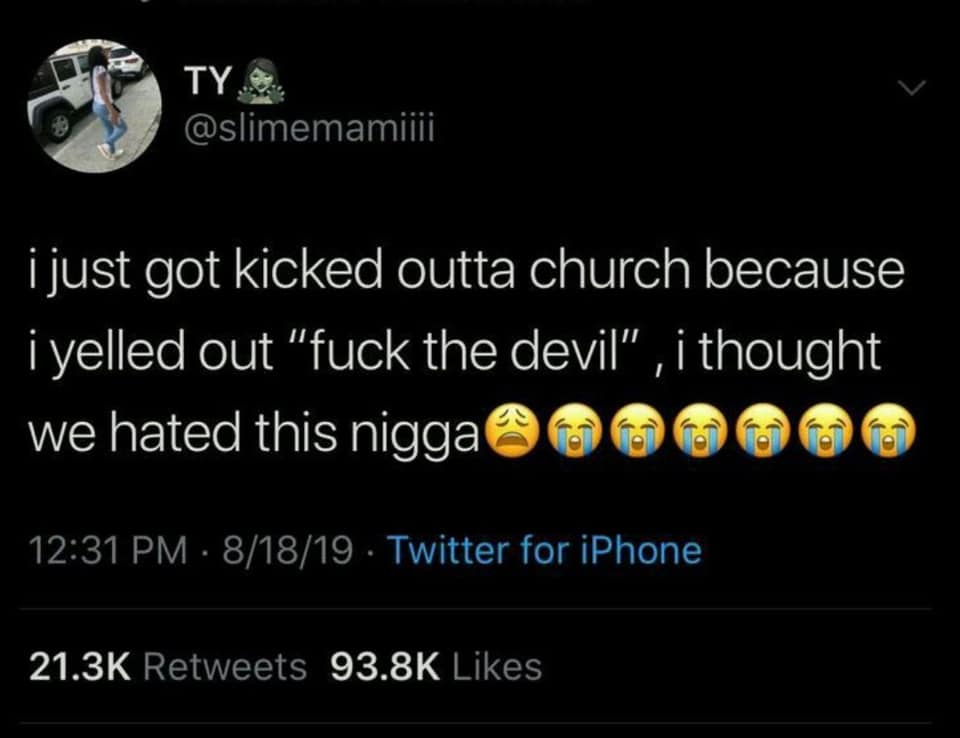 TY🧟‍♀️
@slimemamiiii
i just got kicked outta church because
i yelled out “fuck the devil” , i thought
we hated this nigga😩😭😭😭😭😭😭
12:31 PM · 8/18/19 · Twitter for iPhone
21.3K Retweets 93.8K Likes